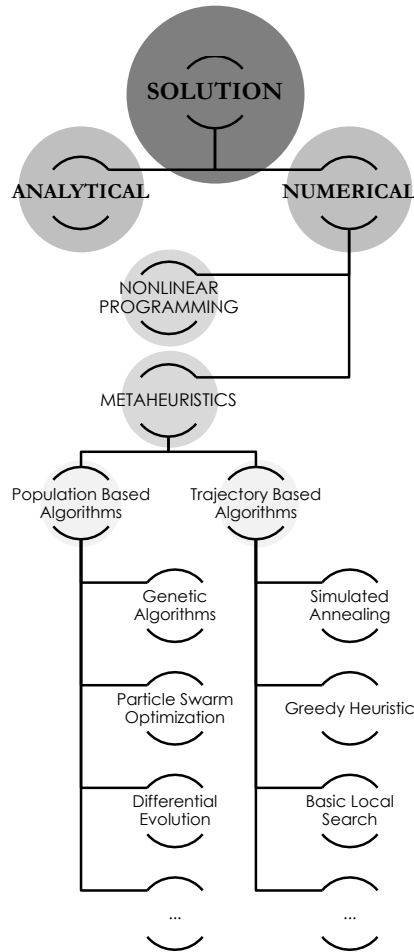 SOLUTION
ANALYTICAL
NUMERICAL
NONLINEAR
PROGRAMMING
METAHEURISTICS
Population Based
Algorithms
Trajectory Based
Algorithms
Genetic
Algorithms
Simulated
Annealing
Particle Swarm
Optimization
Greedy Heuristic
Differential
Evolution
Basic Local
Search
...
...